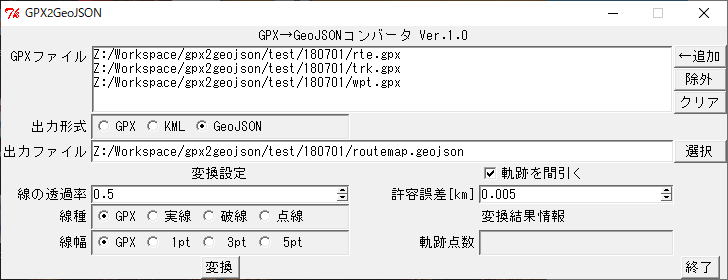 GPX2GeoJSON
GPX→GeoJSONコンバータ Ver.1.0
GPXファイル
Z:/Workspace/gpx2geojson/test/180701/rte.gpx
Z:/Workspace/gpx2geojson/test/180701/trk.gpx
Z:/Workspace/gpx2geojson/test/180701/wpt.gpx
←追加
除外
クリア
出力形式 GPX KML GeoJSON
出力ファイル Z:/Workspace/gpx2geojson/test/180701/routemap.geojson 選択
変換設定 軌跡を間引く
線の透過率 0.5 許容誤差[km] 0.005
線種 GPX 実線 破線 点線 変換結果情報
線幅 GPX 1pt 3pt 5pt 軌跡点数
変換 終了